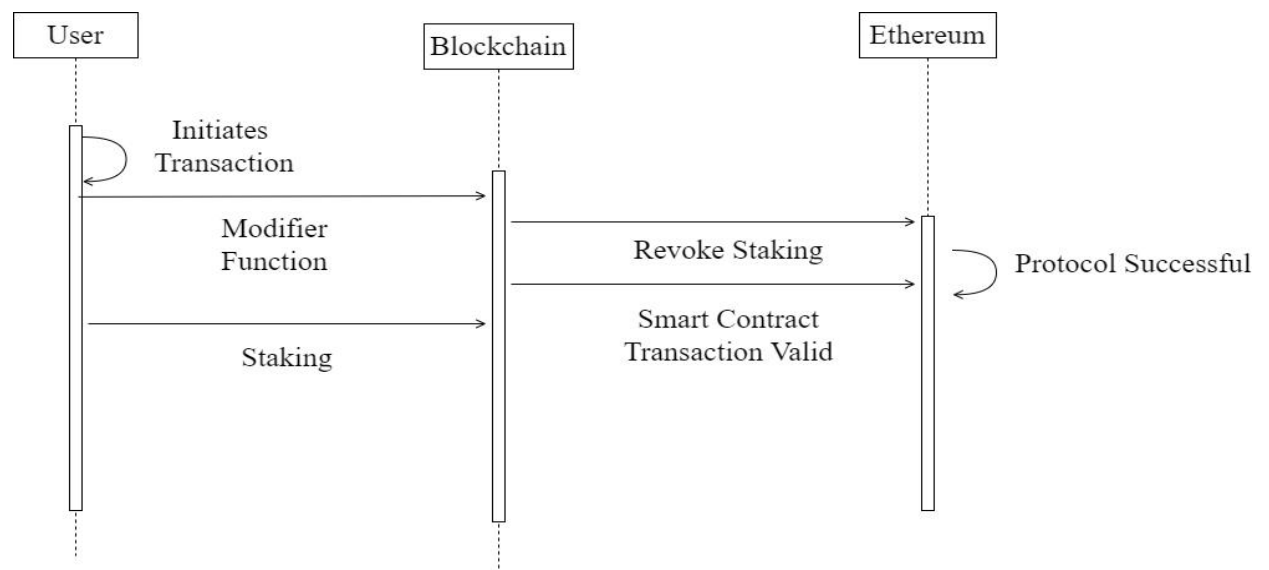 User
Blockchain
Ethereum
Initiates
Transaction
Modifier
Function
Revoke Staking
Protocol Successful
Smart Contract
Transaction Valid
Staking